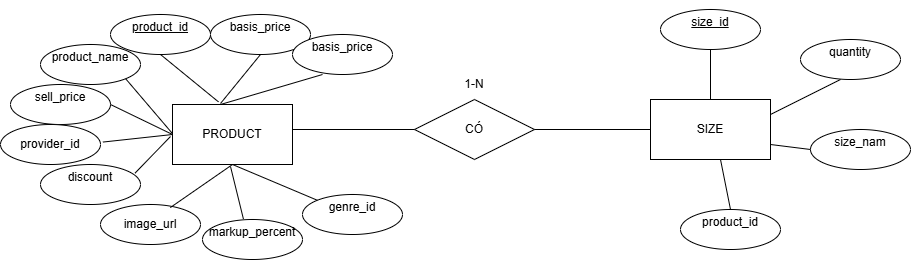 product_id
basis_price
basis_price
product_name
sell_price
provider_id
discount
image_url
markup_percent
genre_id
PRODUCT
1-N
CÓ
SIZE
size_id
quantity
size_nam
product_id